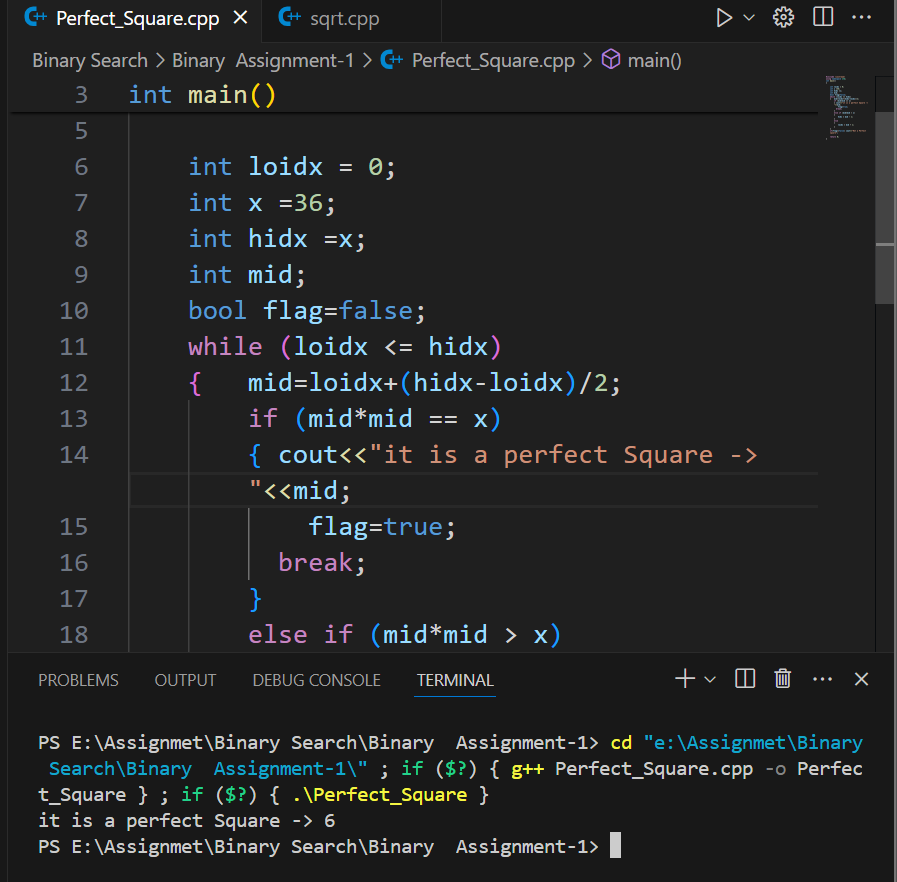 Perfect_Square.cpp × sqrt.cpp
Binary Search > Binary Assignment-1 > Perfect_Square.cpp > main()
3 int main()
5
6 int loidx = 0;
7 int x =36;
8 int hidx =x;
9 int mid;
10 bool flag=false;
11 while (loidx <= hidx)
12 { mid=loidx+(hidx-loidx)/2;
13 if (mid*mid == x)
14 { cout<<"it is a perfect Square ->
"<<mid;
15 flag=true;
16 break;
17 }
18 else if (mid*mid > x)
PROBLEMS OUTPUT DEBUG CONSOLE TERMINAL
PS E:\Assignmet\Binary Search\Binary  Assignment-1> cd "e:\Assignmet\Binary
Search\Binary  Assignment-1\" ; if ($?) { g++ Perfect_Square.cpp -o Perfec
t_Square } ; if ($?) { .\Perfect_Square }
it is a perfect Square -> 6
PS E:\Assignmet\Binary Search\Binary  Assignment-1>